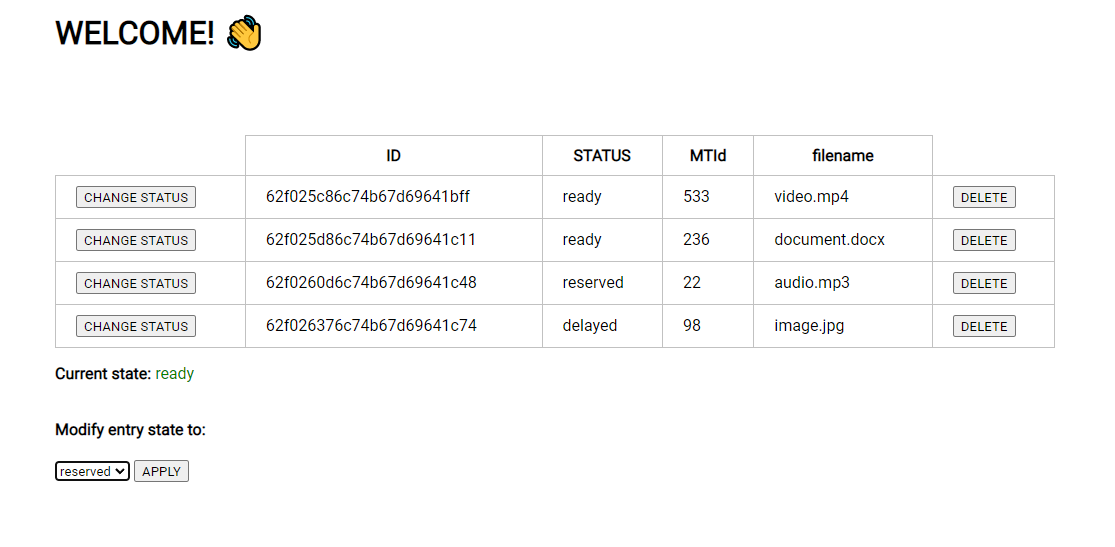 WELCOME! 👋
ID STATUS MTId filename
CHANGE STATUS 62f025c86c74b67d69641bff ready 533 video.mp4 DELETE
CHANGE STATUS 62f025d86c74b67d69641c11 ready 236 document.docx DELETE
CHANGE STATUS 62f0260d6c74b67d69641c48 reserved 22 audio.mp3 DELETE
CHANGE STATUS 62f026376c74b67d69641c74 delayed 98 image.jpg DELETE
Current state: ready
Modify entry state to:
reserved APPLY